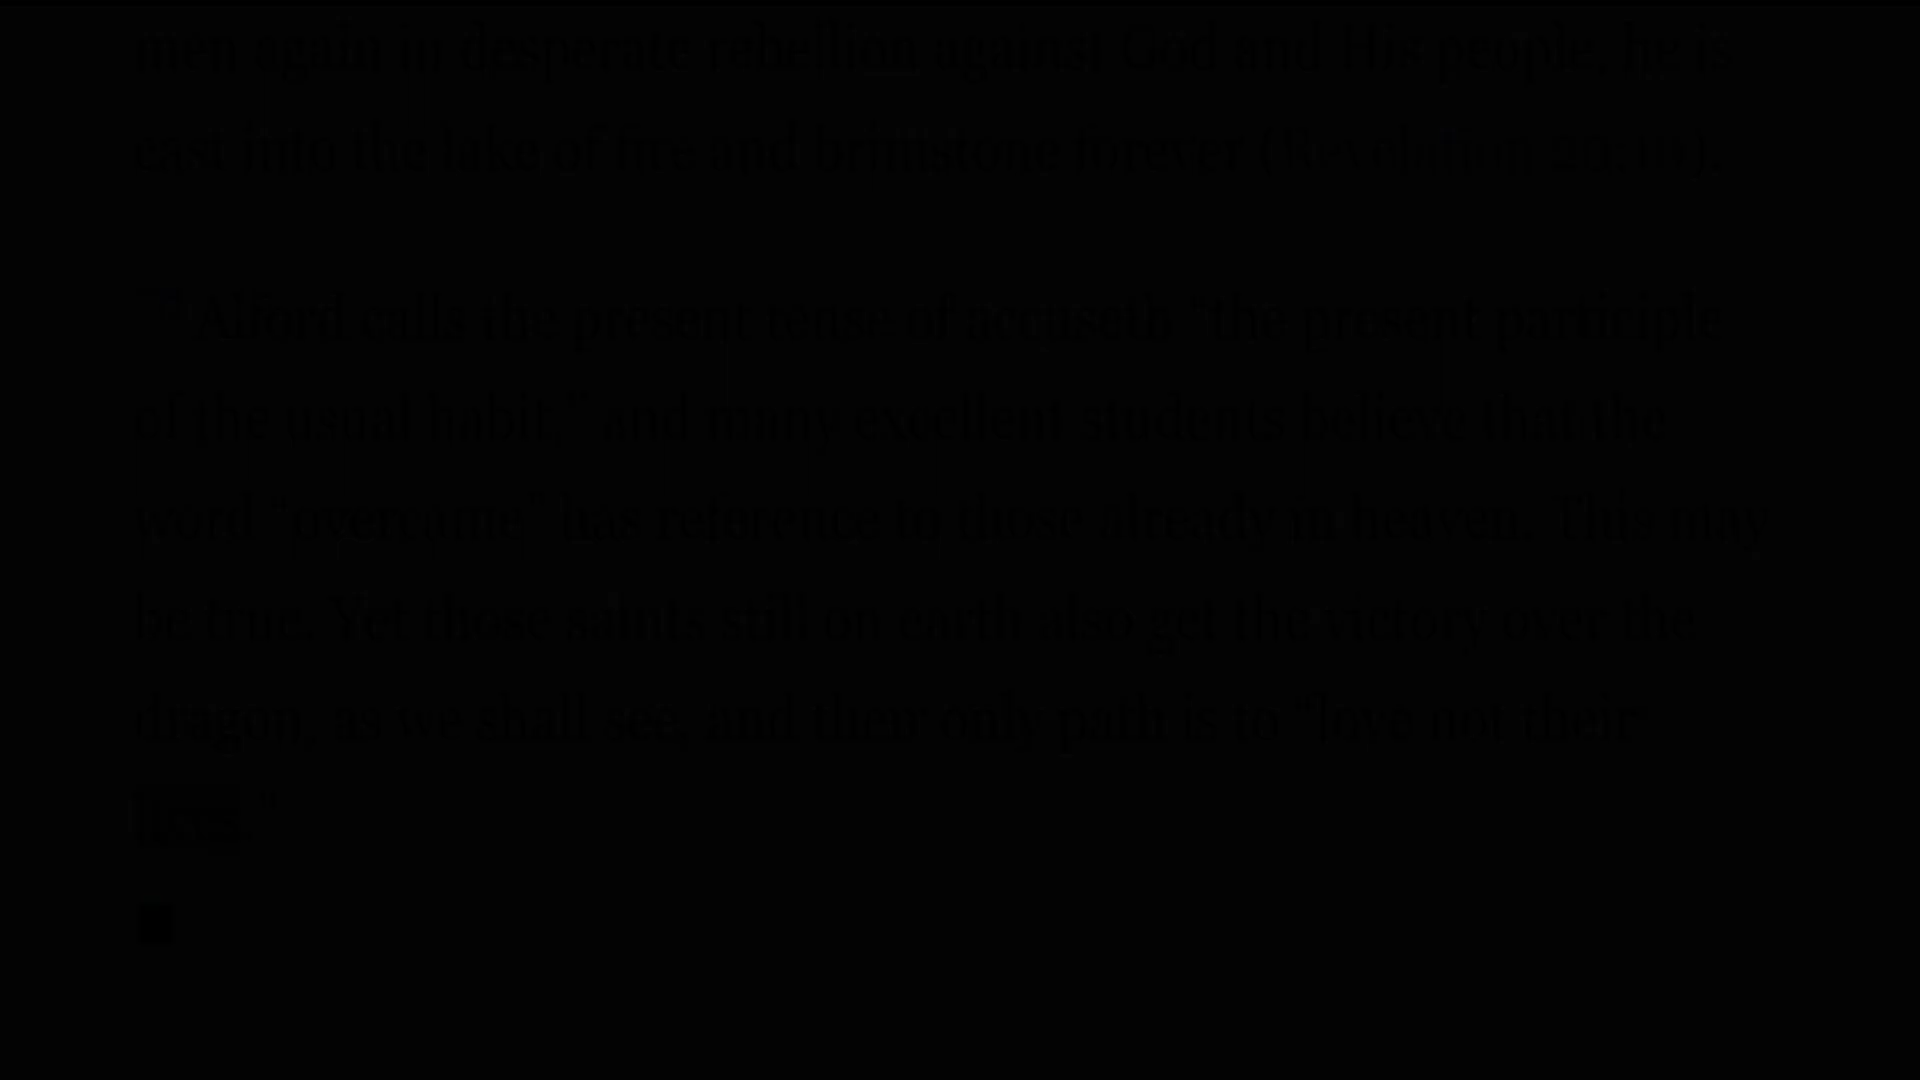 men again in desperate rebellion against God and His people, he is
cast into the lake of fire and brimstone forever (Revelation 20:10).
Alford calls the present tense of accuseth "the present participle
of the usual habit," and many excellent students believe that the
word "overcame" has reference to those already in heaven. This may
be true. Yet those saints still on earth also get the victory over the
dragon, as we shall see, and their only path is to "love not their
lives."